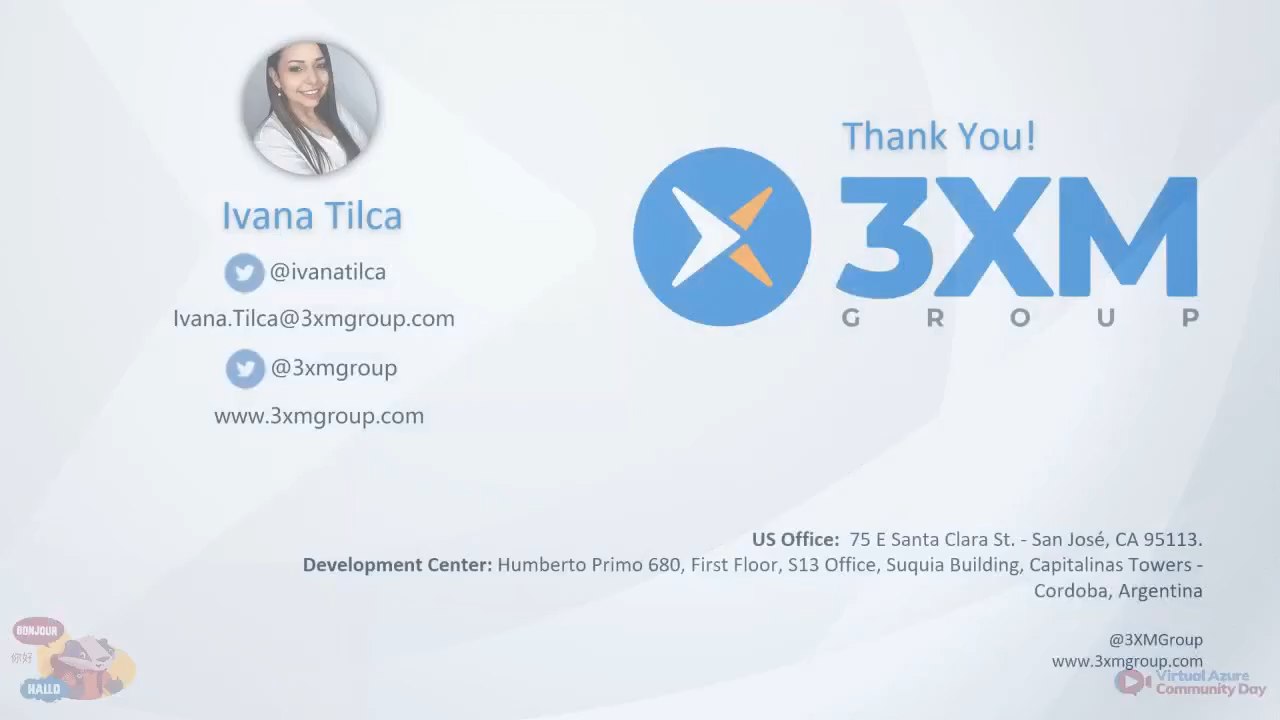 Thank You!
3XM
GROUP
Ivana Tilca
@ivanatilca
Ivana.Tilca@3xmgroup.com
@3xmgroup
www.3xmgroup.com
US Office: 75 E Santa Clara St. - San José, CA 95113.
Development Center: Humberto Primo 680, First Floor, S13 Office, Suquia Building, Capitalinas Towers -
Cordoba, Argentina
@3XMGroup
www.3xmgroup.com
BONJOUR
你好
HALLO
Virtual Azure
Community Day